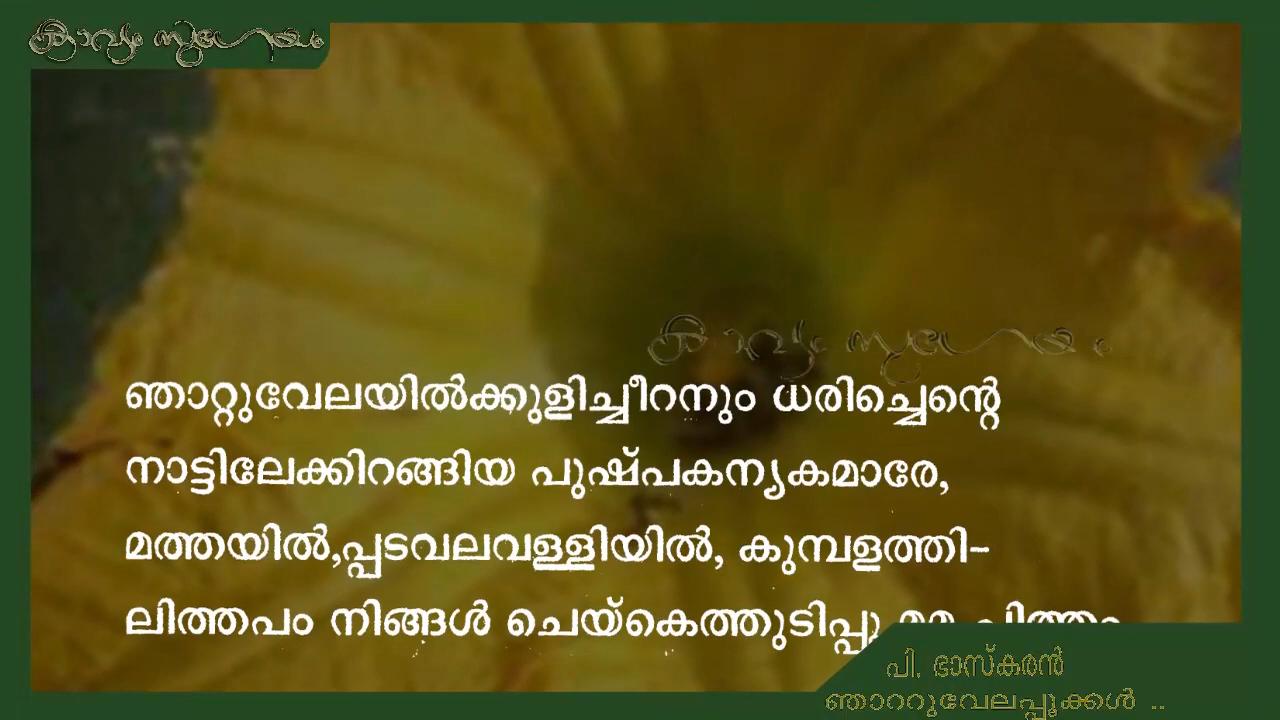 കാവ്യം സുഗേയം
കാവ്യം സുഗേയം
ഞാറ്റുവേലയിൽക്കുളിച്ചീറനും ധരിച്ചെന്റെ
നാട്ടിലേക്കിറങ്ങിയ പുഷ്പകന്യകമാരേ,
മത്തയിൽ,പ്പടവലവള്ളിയിൽ, കുമ്പളത്തി-
ലിത്തപം നിങ്ങൾ ചെയ്കെത്തുടിപ്പൂ
പി. ഭാസ്കരൻ
ഞാററുവേലപ്പൂക്കൾ ..